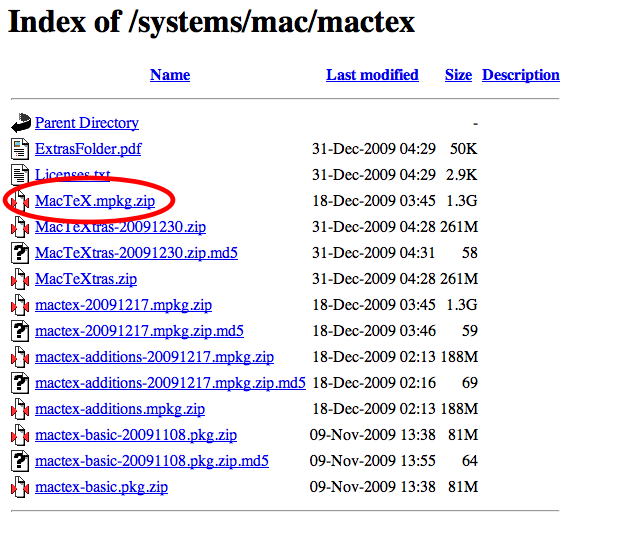 Index of /systems/mac/mactex
Name Last modified Size Description
Parent Directory -
ExtrasFolder.pdf 31-Dec-2009 04:29 50K
Licenses.txt 31-Dec-2009 04:29 2.9K
MacTeX.mpkg.zip 18-Dec-2009 03:45 1.3G
MacTeXtras-20091230.zip 31-Dec-2009 04:28 261M
MacTeXtras-20091230.zip.md5 31-Dec-2009 04:31 58
MacTeXtras.zip 31-Dec-2009 04:28 261M
mactex-20091217.mpkg.zip 18-Dec-2009 03:45 1.3G
mactex-20091217.mpkg.zip.md5 18-Dec-2009 03:46 59
mactex-additions-20091217.mpkg.zip 18-Dec-2009 02:13 188M
mactex-additions-20091217.mpkg.zip.md5 18-Dec-2009 02:16 69
mactex-additions.mpkg.zip 18-Dec-2009 02:13 188M
mactex-basic-20091108.pkg.zip 09-Nov-2009 13:38 81M
mactex-basic-20091108.pkg.zip.md5 09-Nov-2009 13:55 64
mactex-basic.pkg.zip 09-Nov-2009 13:38 81M